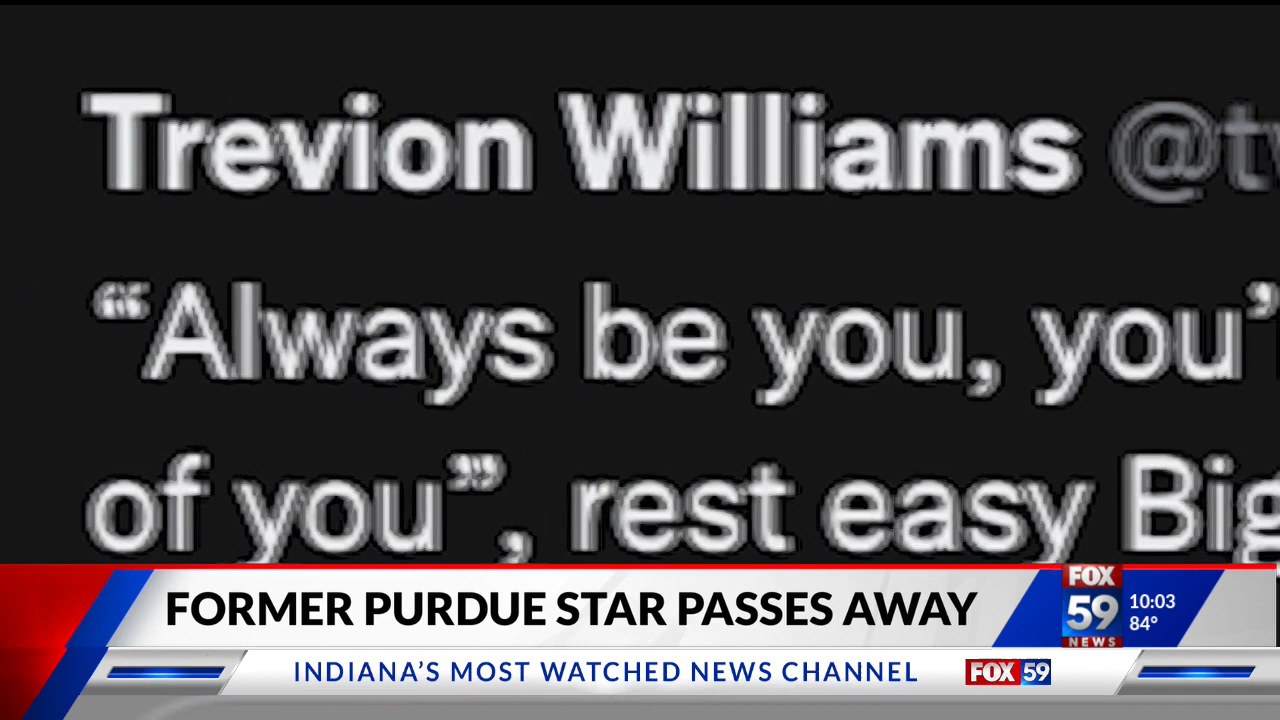 Trevion Williams @tw
“Always be you, you’
of you”, rest easy Big
FORMER PURDUE STAR PASSES AWAY
FOX
59
NEWS
10:03
84°
INDIANA’S MOST WATCHED NEWS CHANNEL
FOX 59